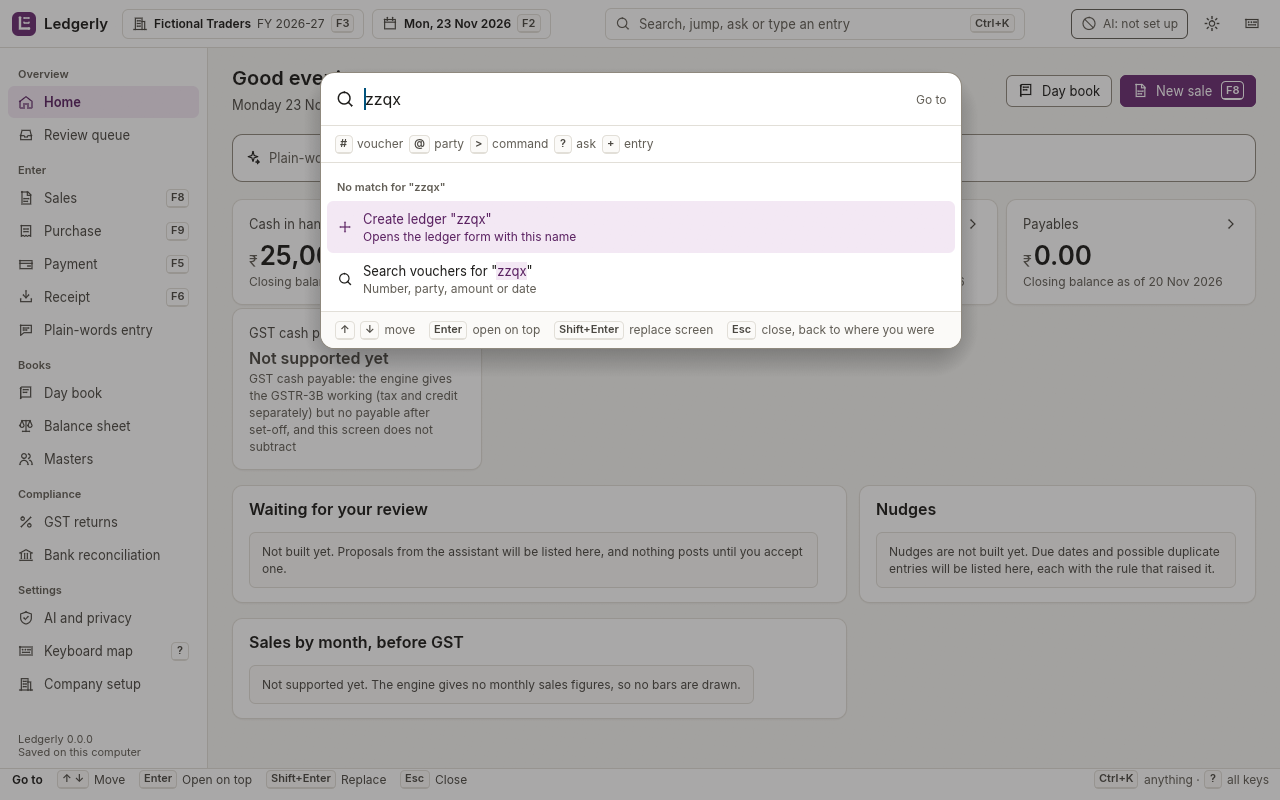 Ledgerly
Fictional Traders FY 2026-27 F3
Mon, 23 Nov 2026 F2
Search, jump, ask or type an entry Ctrl+K
AI: not set up
Overview
Home
Review queue
Enter
Sales F8
Purchase F9
Payment F5
Receipt F6
Plain-words entry
Books
Day book
Balance sheet
Masters
Compliance
GST returns
Bank reconciliation
Settings
AI and privacy
Keyboard map ?
Company setup
Ledgerly 0.0.0
Saved on this computer
Good
Monday 23
Day book
New sale F8
zzqx
Go to
# voucher @ party > command ? ask + entry
No match for "zzqx"
Create ledger "zzqx"
Opens the ledger form with this name
Search vouchers for "zzqx"
Number, party, amount or date
↑ ↓ move Enter open on top Shift+Enter replace screen Esc close, back to where you were
Cash in
₹25,0
Closing
Payables
₹0.00
Closing balance as of 20 Nov 2026
GST cash
Not supported yet
GST cash payable: the engine gives
the GSTR-3B working (tax and credit
separately) but no payable after
set-off, and this screen does not
subtract
Waiting for your review
Not built yet. Proposals from the assistant will be listed here, and nothing posts until you accept
one.
Nudges
Nudges are not built yet. Due dates and possible duplicate
entries will be listed here, each with the rule that raised it.
Sales by month, before GST
Not supported yet. The engine gives no monthly sales figures, so no bars are drawn.
Go to ↑↓ Move Enter Open on top Shift+Enter Replace Esc Close
Ctrl+K anything · ? all keys